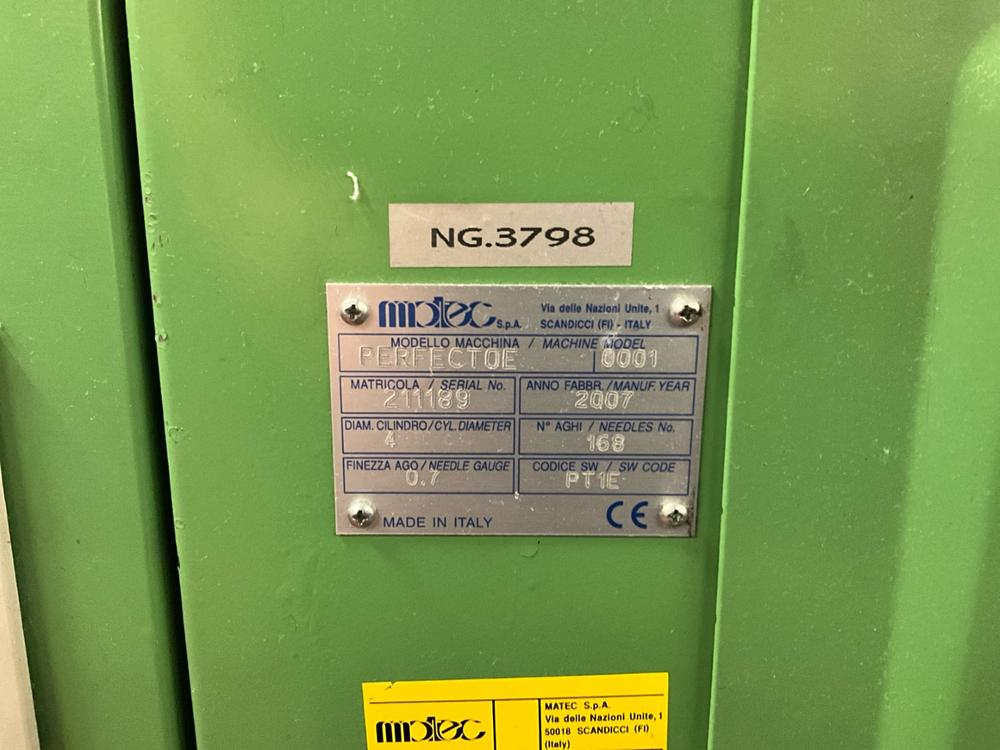 NG.3798
matec S.p.A.
Via delle Nazioni Unite, 1
SCANDICCI (FI) - ITALY
MODELLO MACCHINA / MACHINE MODEL
PERFECTOE 0001
MATRICOLA / SERIAL No. ANNO FABBR./MANUF. YEAR
211189 2007
DIAM. CILINDRO/CYL. DIAMETER N° AGHI / NEEDLES No.
4 168
FINEZZA AGO / NEEDLE GAUGE CODICE SW / SW CODE
0.7 PT1E
MADE IN ITALY CE
matec
MATEC S.p.A.
Via delle Nazioni Unite, 1
50018 SCANDICCI (FI)
(Italy)